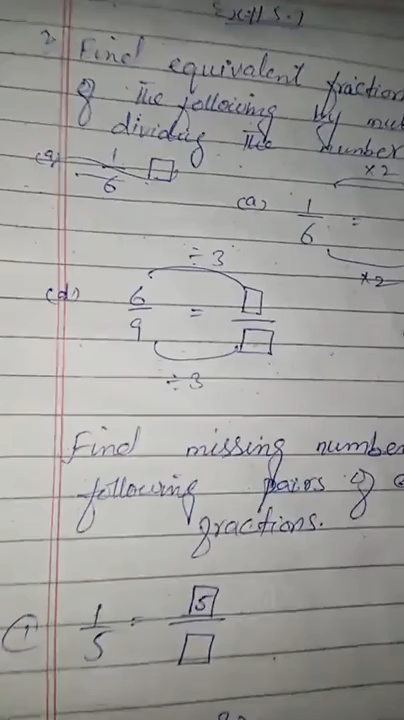 2. Find equivalent fraction
of The following by
dividing The number
(a) 1/6 □
(a) 1/6 =
×2
×2
÷3
(d) 6/9 = □/□
÷3
Find missing number
following pairs of
fractions.
① 1/5 = 5/□